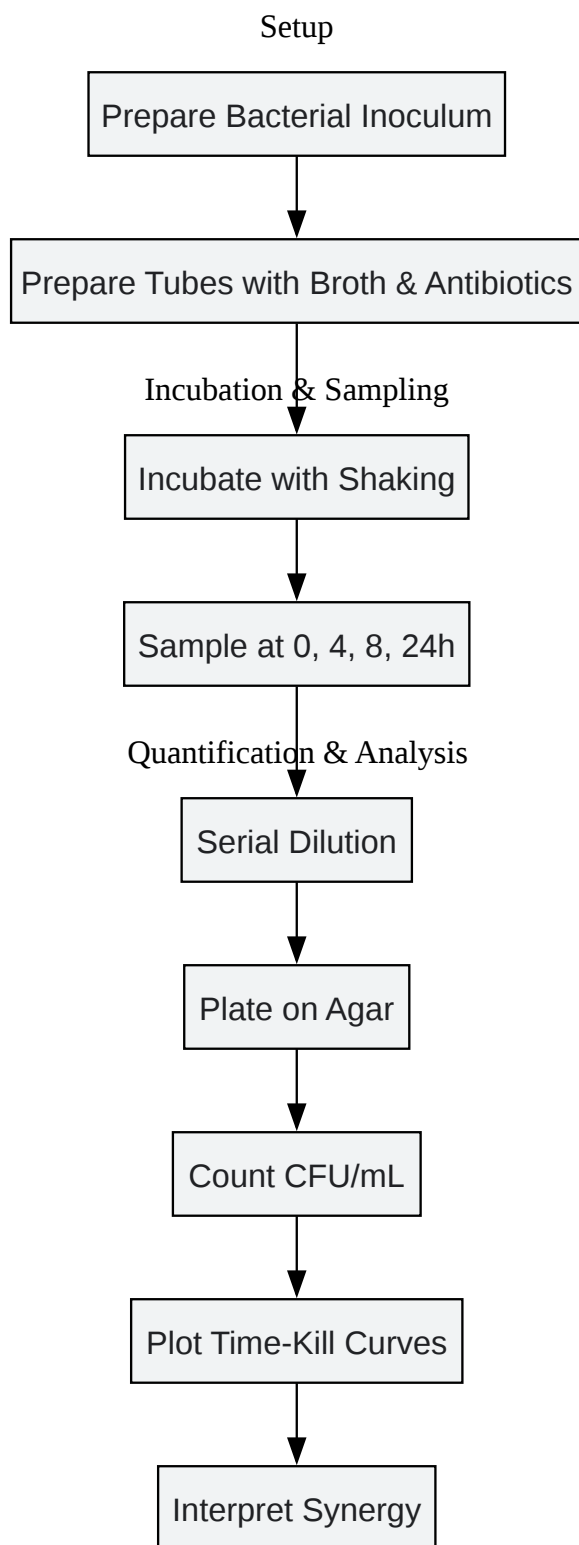 Setup
Prepare Bacterial Inoculum
Prepare Tubes with Broth & Antibiotics
Incubation & Sampling
Incubate with Shaking
Sample at 0, 4, 8, 24h
Quantification & Analysis
Serial Dilution
Plate on Agar
Count CFU/mL
Plot Time-Kill Curves
Interpret Synergy